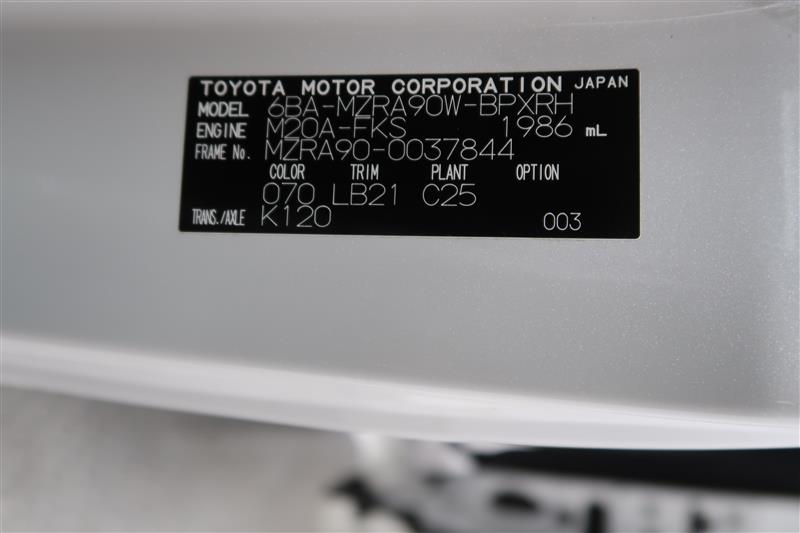 TOYOTA MOTOR CORPORATION JAPAN
MODEL 6BA-MZRA90W-BPXRH
ENGINE M20A-FKS 1986 mL
FRAME No. MZRA90-0037844
COLOR TRIM PLANT OPTION
070 LB21 C25
TRANS./AXLE K120 003